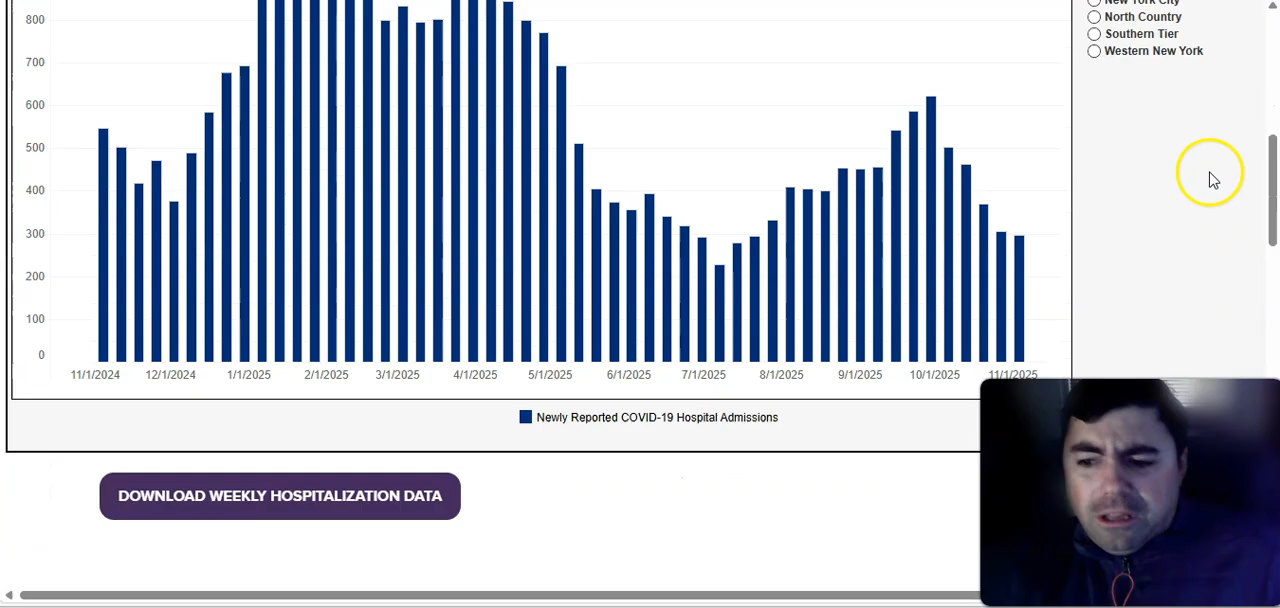 New York City
North Country
Southern Tier
Western New York
800
700
600
500
400
300
200
100
0
11/1/2024 12/1/2024 1/1/2025 2/1/2025 3/1/2025 4/1/2025 5/1/2025 6/1/2025 7/1/2025 8/1/2025 9/1/2025 10/1/2025 11/1/2025
Newly Reported COVID-19 Hospital Admissions
DOWNLOAD WEEKLY HOSPITALIZATION DATA